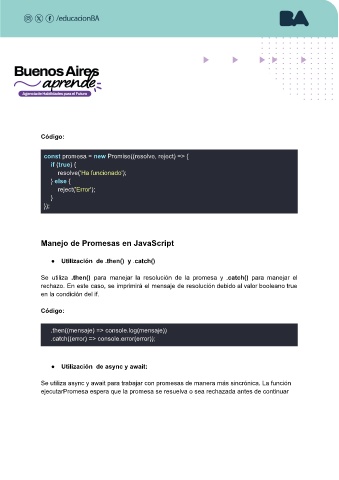 /educacionBA
BA
Buenos Aires
aprende
Agencia de Habilidades para el Futuro
Código:
const promesa = new Promise((resolve, reject) => {
if (true) {
resolve('Ha funcionado');
} else {
reject('Error');
}
});
Manejo de Promesas en JavaScript
● Utilización de .then() y .catch()
Se utiliza .then() para manejar la resolución de la promesa y .catch() para manejar el
rechazo. En este caso, se imprimirá el mensaje de resolución debido al valor booleano true
en la condición del if.
Código:
.then((mensaje) => console.log(mensaje))
.catch((error) => console.error(error));
● Utilización de async y await:
Se utiliza async y await para trabajar con promesas de manera más sincrónica. La función
ejecutarPromesa espera que la promesa se resuelva o sea rechazada antes de continuar